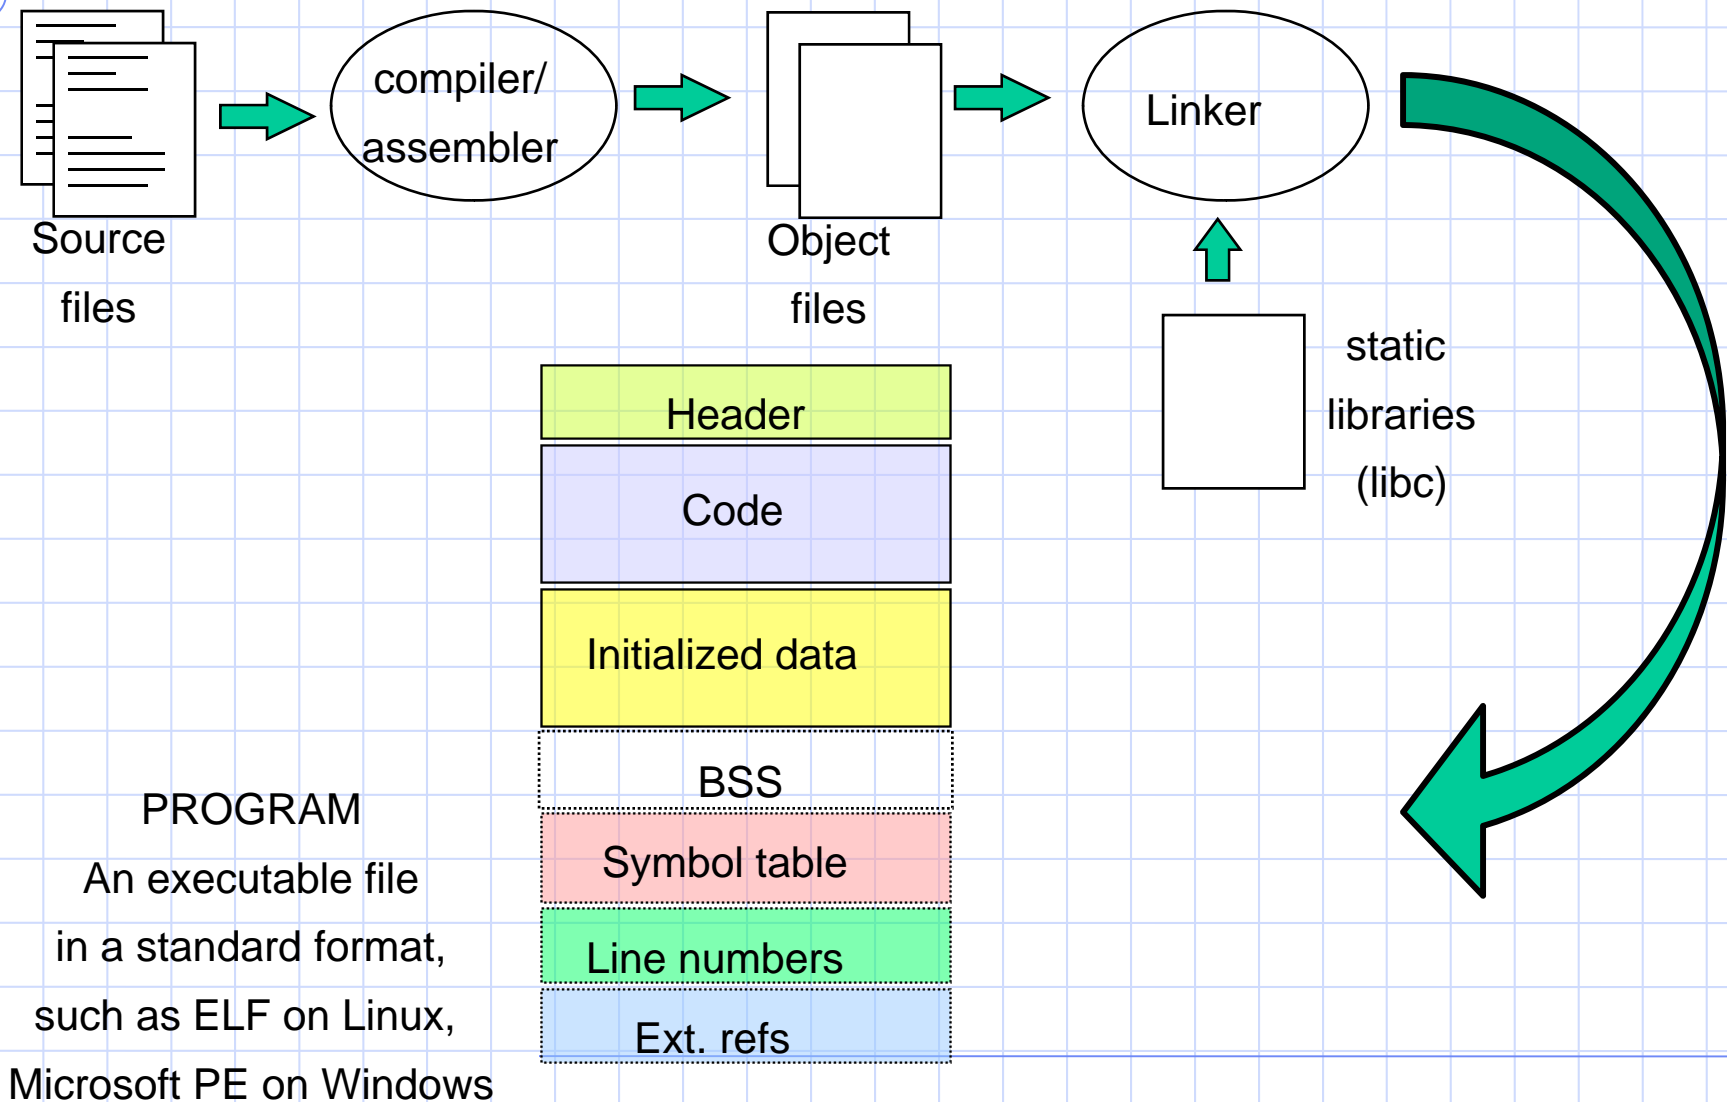 compiler/
assembler
Linker
Source
files
Object
files
static
libraries
(libc)
Header
Code
Initialized data
BSS
Symbol table
Line numbers
Ext. refs
PROGRAM
An executable file
in a standard format,
such as ELF on Linux,
Microsoft PE on Windows